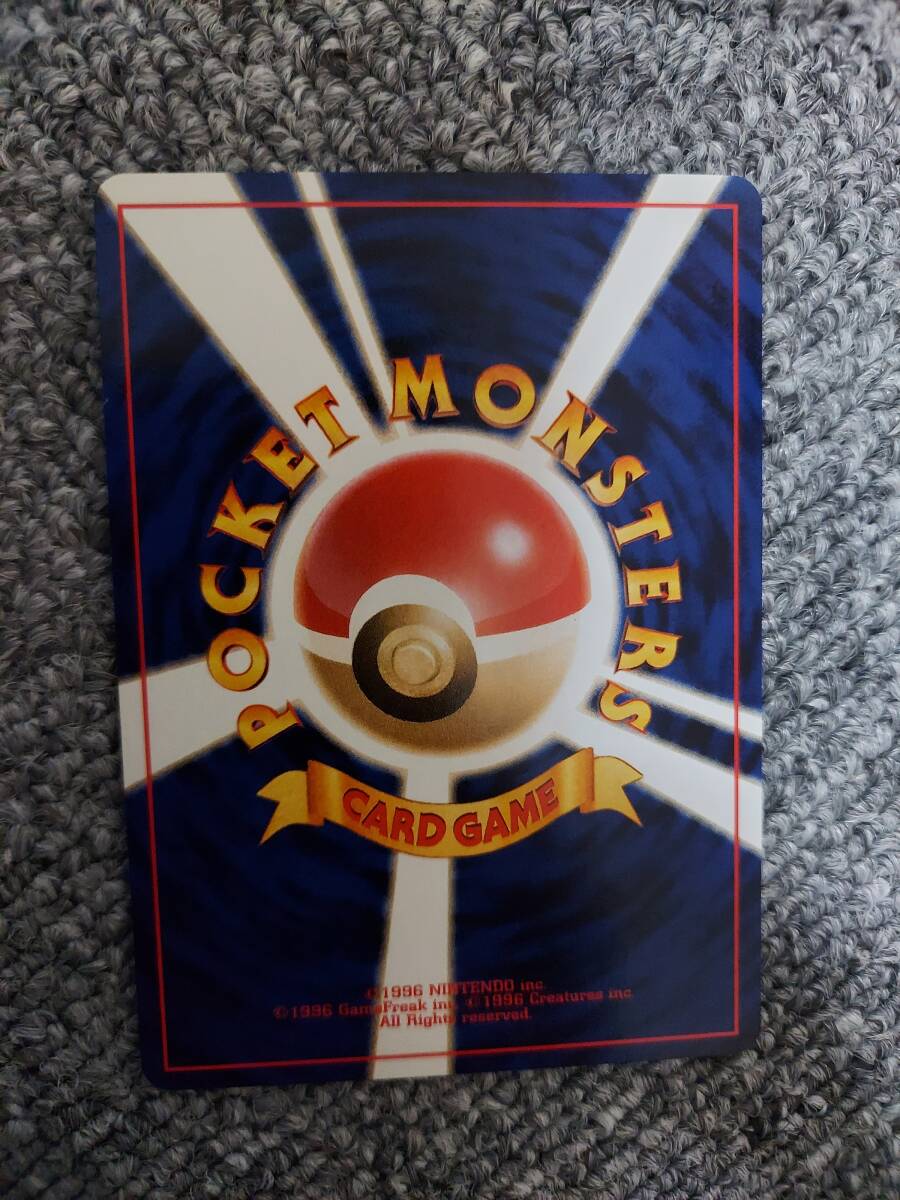 POCKET MONSTERS
CARD GAME
©1996 NINTENDO inc.
©1996 GameFreak inc. ©1996 Creatures inc.
All Rights reserved.